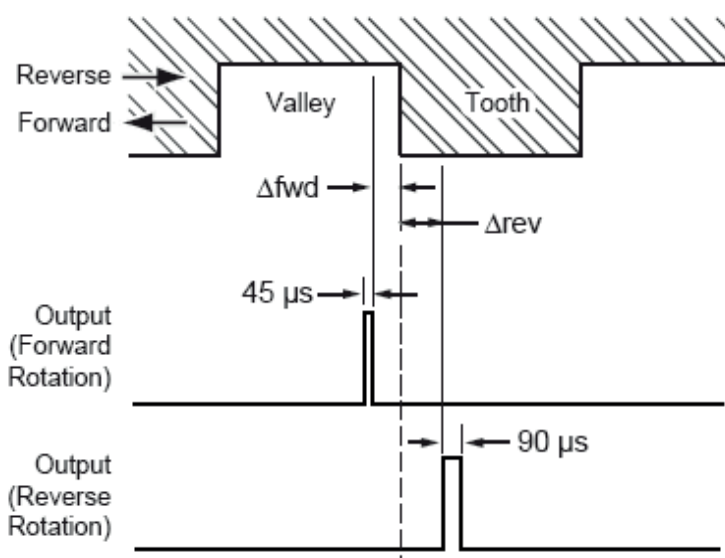 Reverse
Forward
Valley
Tooth
Δfwd
Δrev
45 µs
Output
(Forward
Rotation)
90 µs
Output
(Reverse
Rotation)